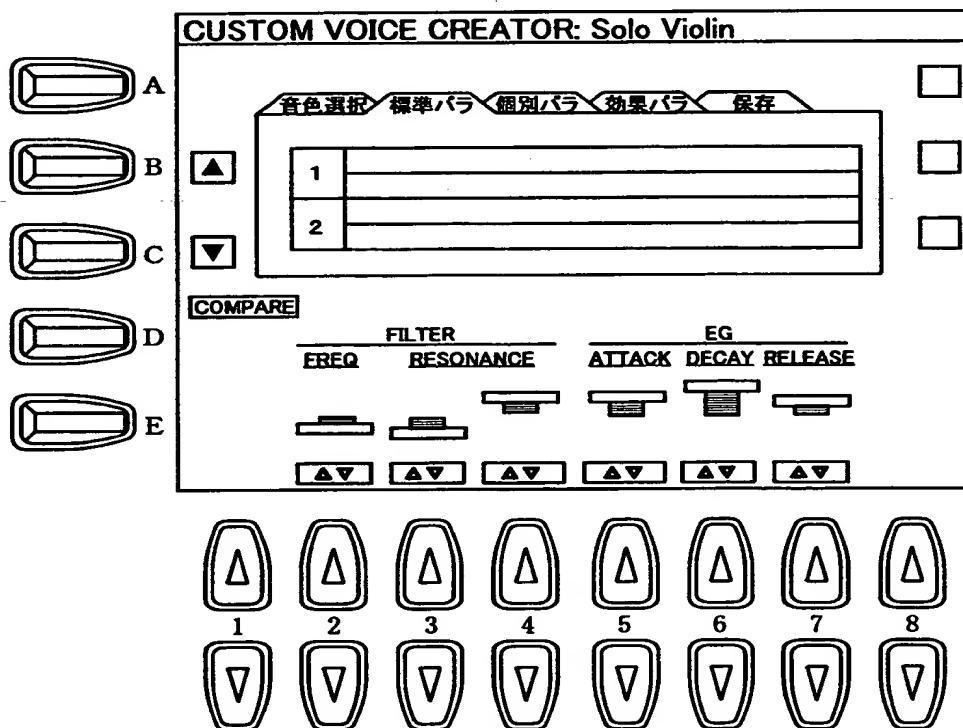 CUSTOM VOICE CREATOR: Solo Violin
A
音色選択 標準パラ 個別パラ 効果パラ 保存
B ▲ 1
C ▼ 2
COMPARE
D FILTER EG
FREQ RESONANCE ATTACK DECAY RELEASE
E
1 2 3 4 5 6 7 8